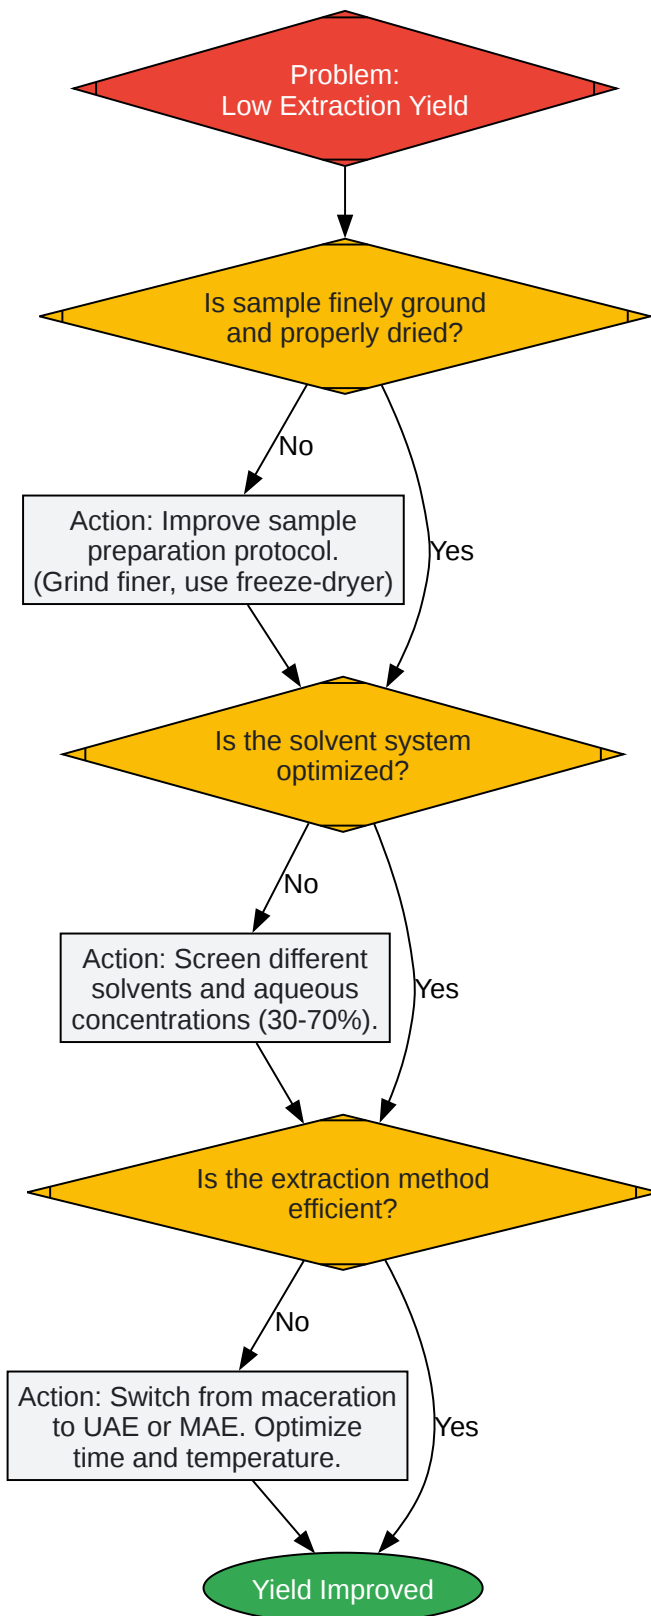 Problem:
Low Extraction Yield
Is sample finely ground
and properly dried?
No
Action: Improve sample
preparation protocol.
(Grind finer, use freeze-dryer)
Yes
Is the solvent system
optimized?
No
Action: Screen different
solvents and aqueous
concentrations (30-70%).
Yes
Is the extraction method
efficient?
No
Action: Switch from maceration
to UAE or MAE. Optimize
time and temperature.
Yes
Yield Improved